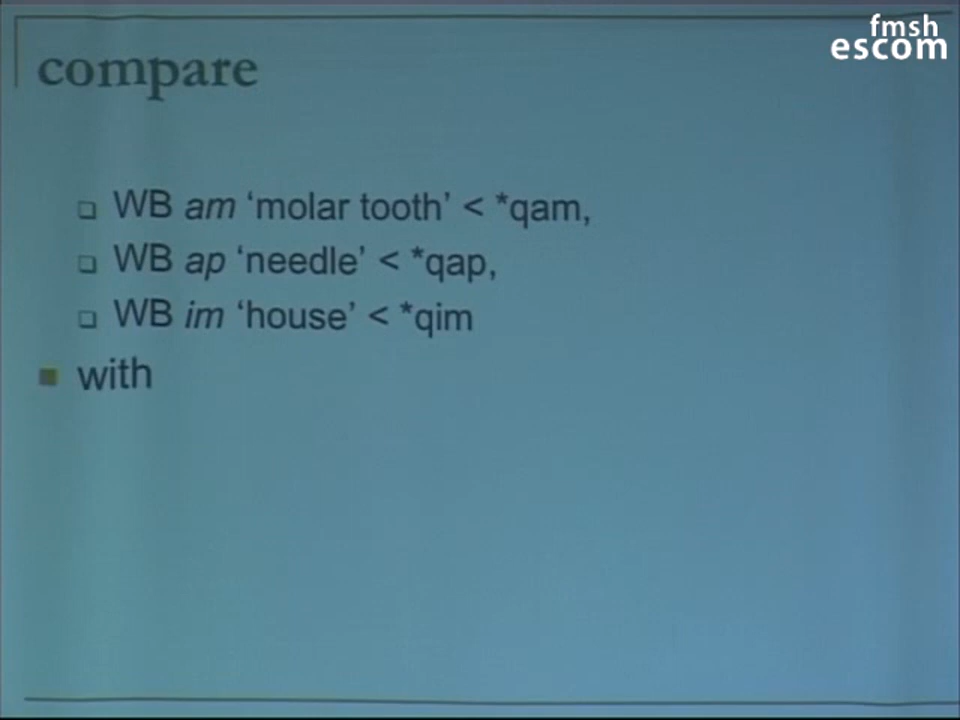 fmsh
escom
compare
WB am ‘molar tooth’ < *qam,
WB ap ‘needle’ < *qap,
WB im ‘house’ < *qim
with